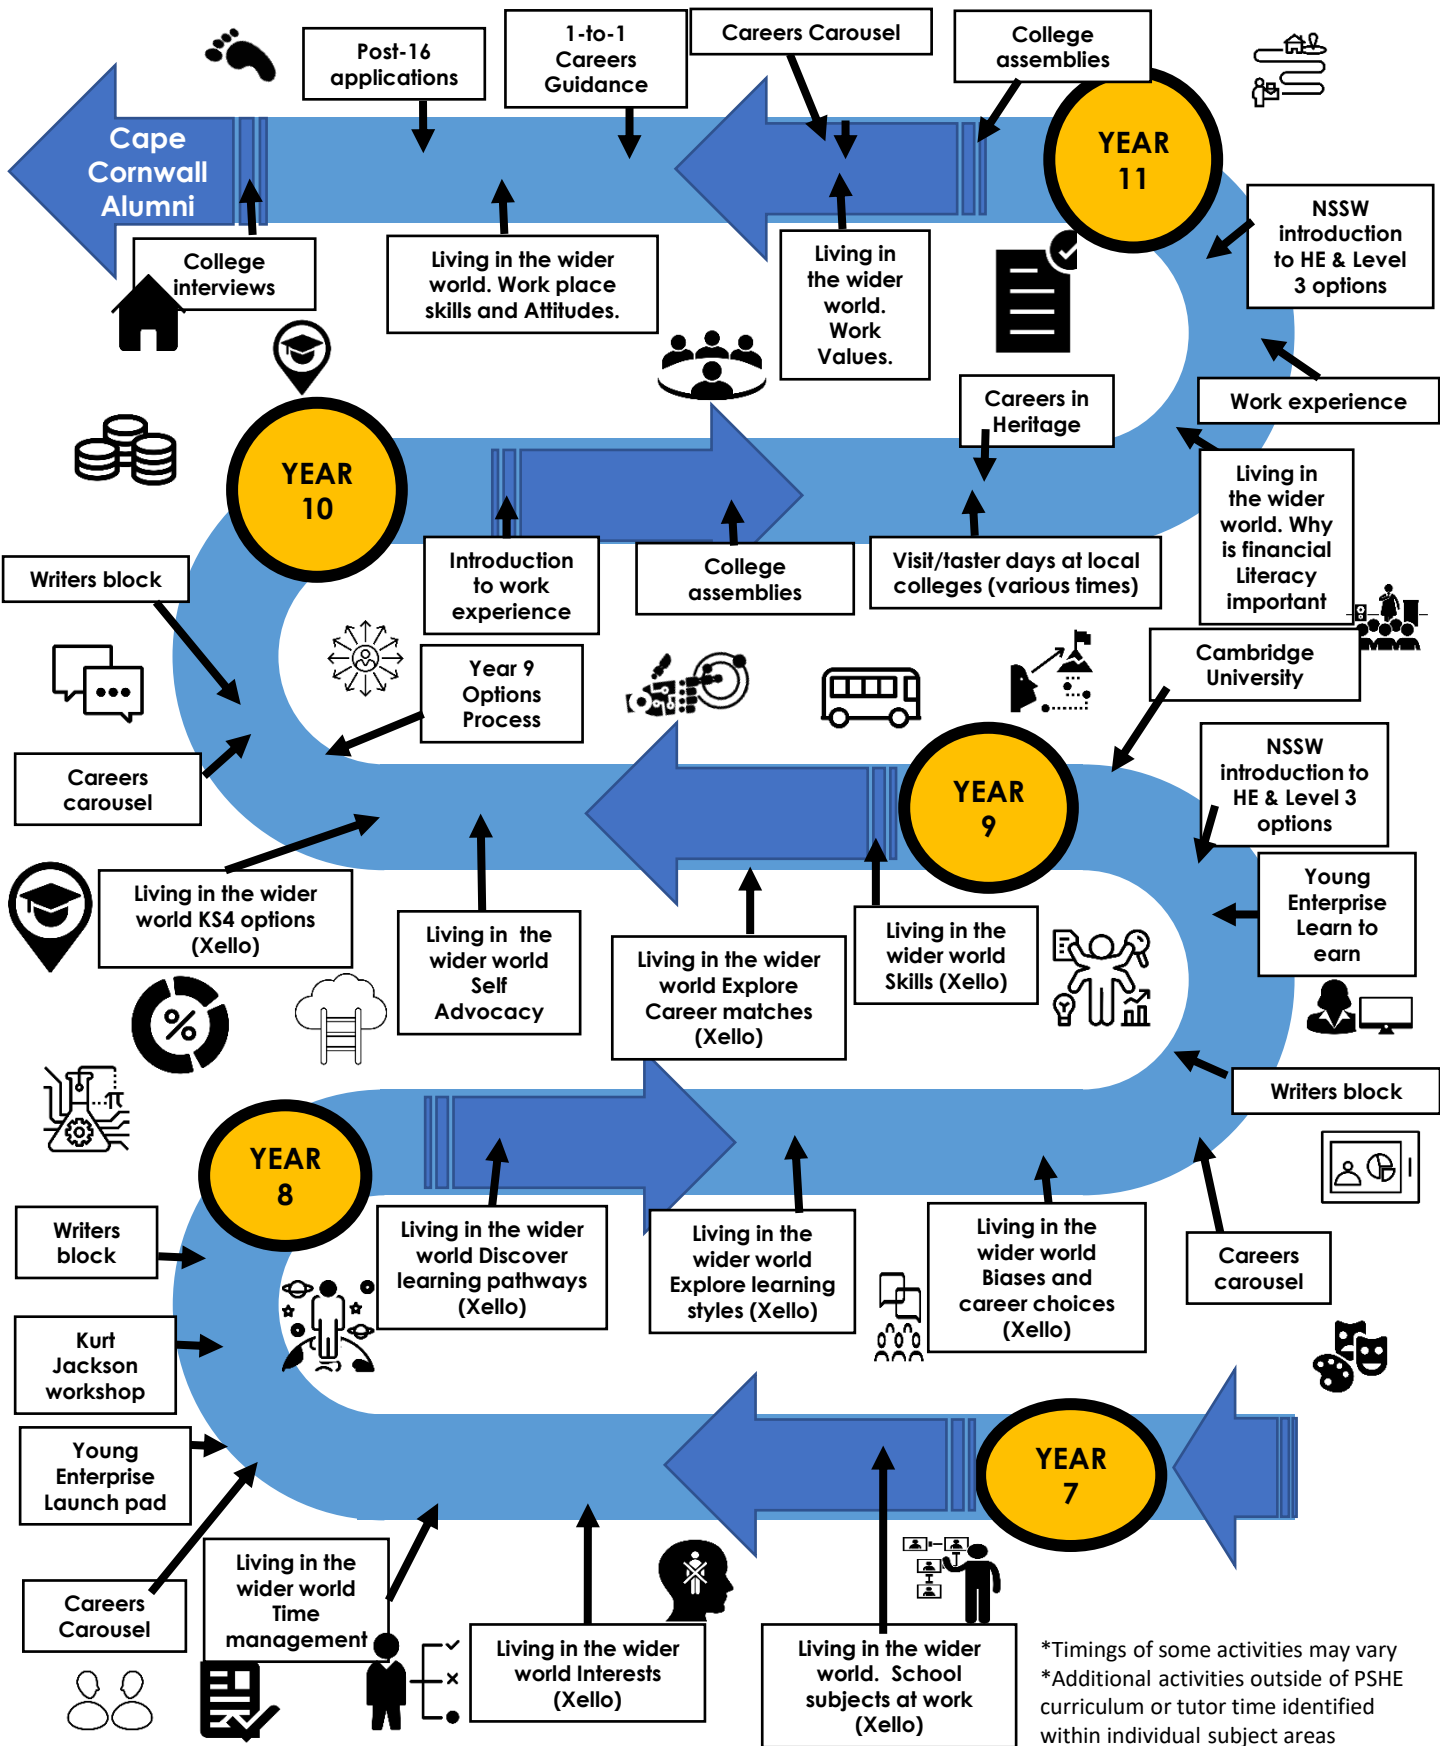 Post-16
applications
1-to-1
Careers
Guidance
Careers Carousel
College
assemblies
Cape
Cornwall
Alumni
YEAR
11
NSSW
introduction
to HE & Level
3 options
College
interviews
Living in the wider
world. Work place
skills and Attitudes.
Living in
the wider
world.
Work
Values.
Work experience
Careers in
Heritage
YEAR
10
Living in
the wider
world. Why
is financial
Literacy
important
Writers block
Introduction
to work
experience
College
assemblies
Visit/taster days at local
colleges (various times)
Cambridge
University
Year 9
Options
Process
Careers
carousel
YEAR
9
NSSW
introduction to
HE & Level 3
options
Living in the wider
world KS4 options
(Xello)
Living in  the
wider world
Self
Advocacy
Living in the wider
world Explore
Career matches
(Xello)
Living in the
wider world
Skills (Xello)
Young
Enterprise
Learn to
earn
%
π
Writers block
YEAR
8
Writers
block
Living in the wider
world Discover
learning pathways
(Xello)
Living in the
wider world
Explore learning
styles (Xello)
Living in the
wider world
Biases and
career choices
(Xello)
Careers
carousel
Kurt
Jackson
workshop
Young
Enterprise
Launch pad
YEAR
7
Careers
Carousel
Living in the
wider world
Time
management
Living in the wider
world Interests
(Xello)
Living in the wider
world.  School
subjects at work
(Xello)
*Timings of some activities may vary
*Additional activities outside of PSHE
curriculum or tutor time identified
within individual subject areas